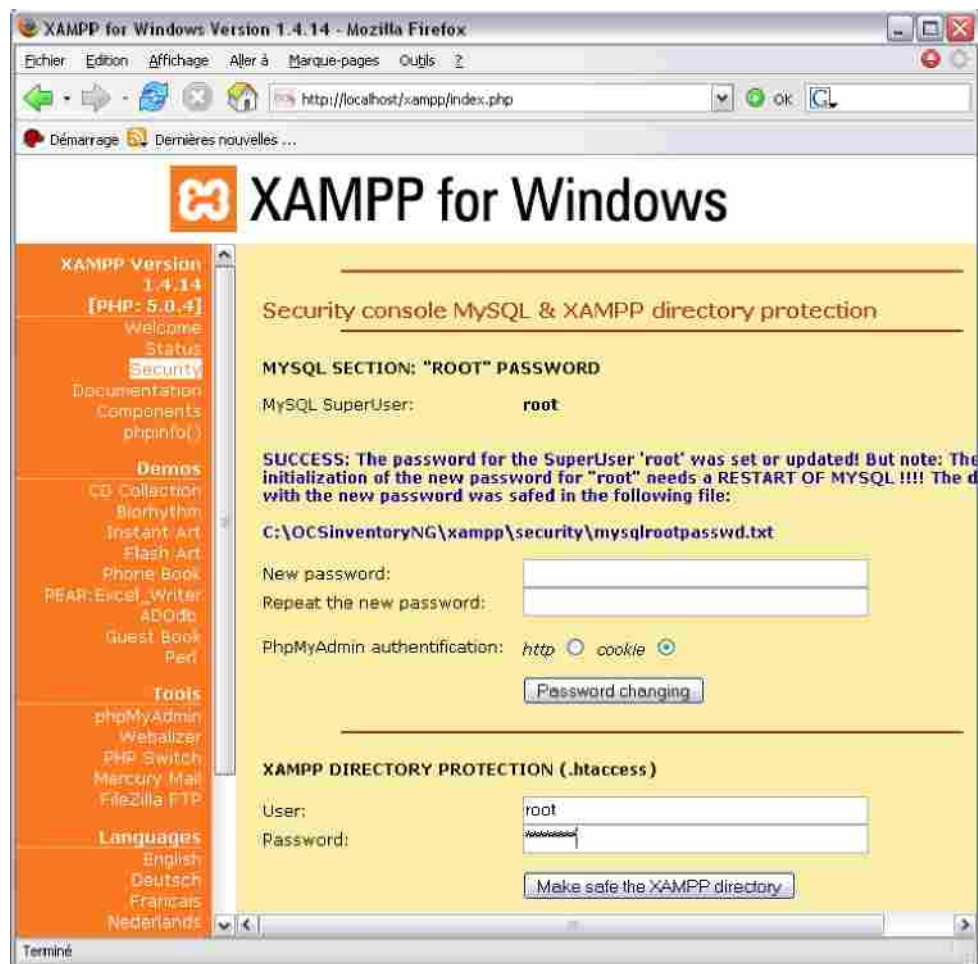 XAMPP for Windows Version 1.4.14 - Mozilla Firefox
Fichier Edition Affichage Aller à Marque-pages Outils ?
http://localhost/xampp/index.php OK G
Démarrage Dernières nouvelles ...
XAMPP for Windows
XAMPP Version
1.4.14
[PHP: 5.0.4]
Welcome
Status
Security
Documentation
Components
phpinfo()
Demos
CD Collection
Biorhythm
Instant Art
Flash Art
Phone Book
PEAR:Excel_Writer
ADOdb
Guest Book
Perl
Tools
phpMyAdmin
Webalizer
PHP Switch
Mercury Mail
FileZilla FTP
Languages
English
Deutsch
Francais
Nederlands
Security console MySQL & XAMPP directory protection
MYSQL SECTION: "ROOT" PASSWORD
MySQL SuperUser: root
SUCCESS: The password for the SuperUser 'root' was set or updated! But note: The
initialization of the new password for "root" needs a RESTART OF MYSQL !!!! The d
with the new password was safed in the following file:
C:\OCSinventoryNG\xampp\security\mysqlrootpasswd.txt
New password:
Repeat the new password:
PhpMyAdmin authentification: http cookie
Password changing
XAMPP DIRECTORY PROTECTION (.htaccess)
User: root
Password:
Make safe the XAMPP directory
Terminé